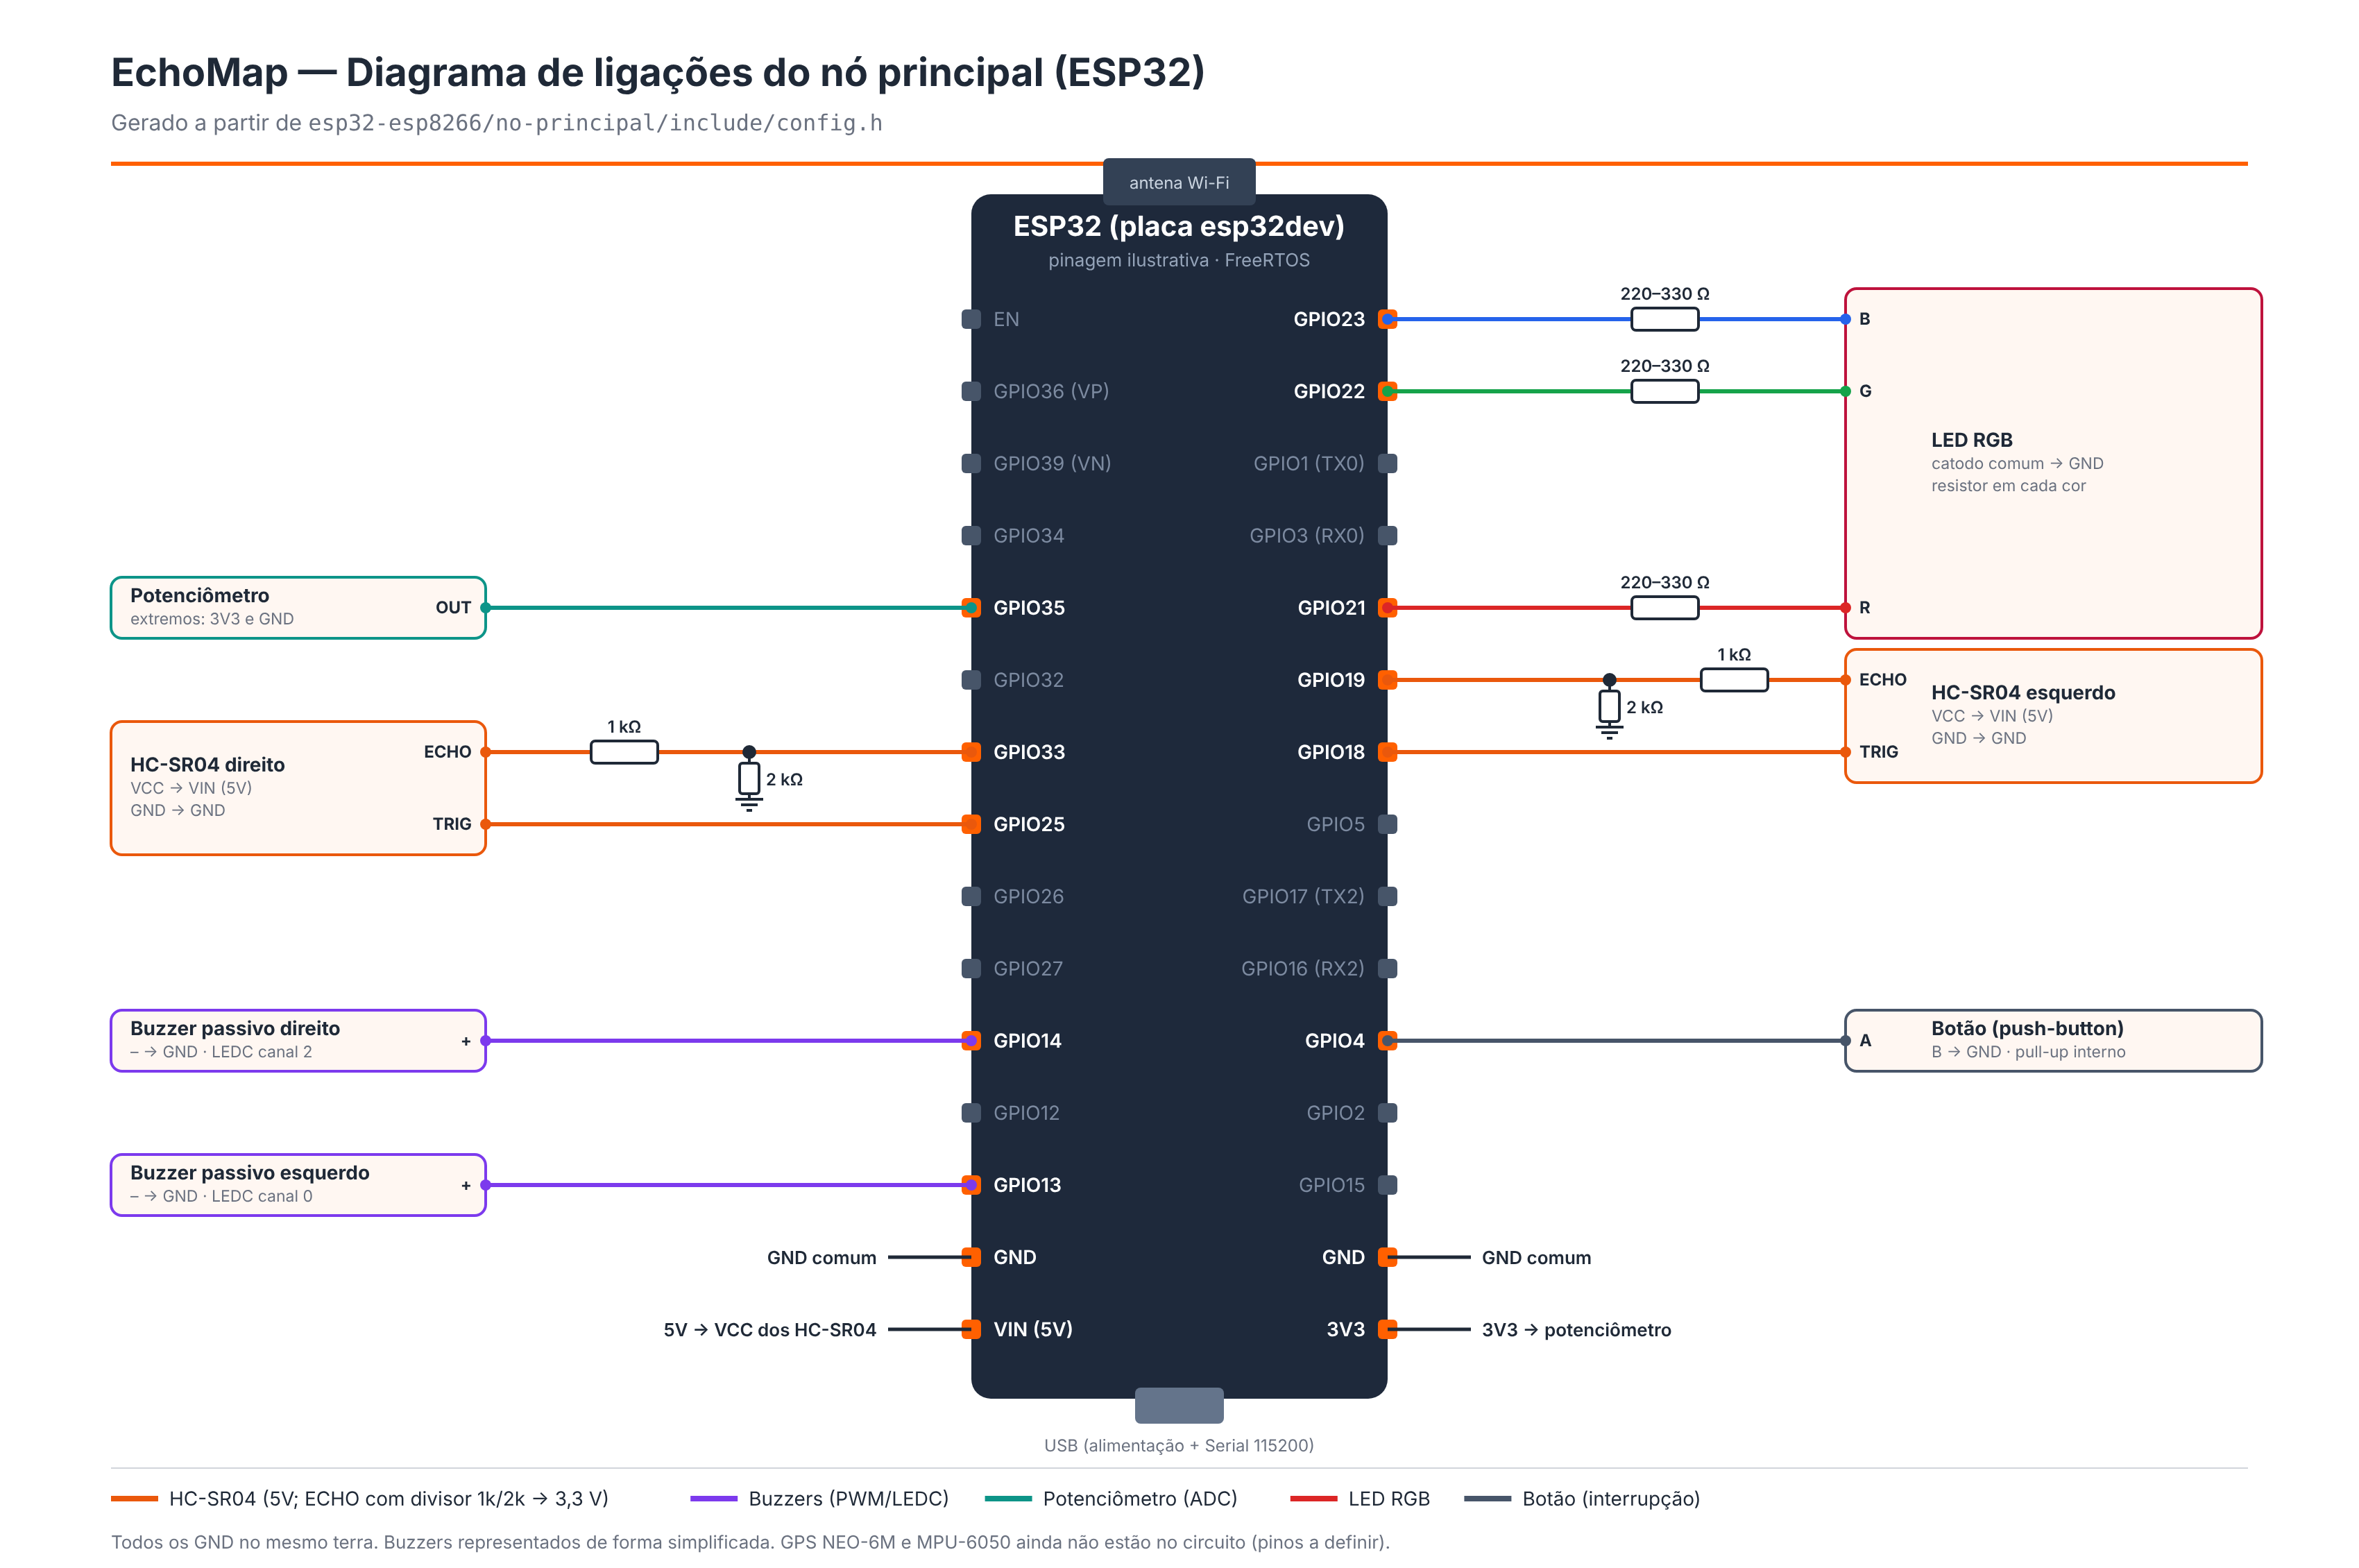 EchoMap — Diagrama de ligações do nó principal (ESP32)
Gerado a partir de esp32-esp8266/no-principal/include/config.h
antena Wi-Fi
ESP32 (placa esp32dev)
pinagem ilustrativa · FreeRTOS
EN
GPIO36 (VP)
GPIO39 (VN)
GPIO34
GPIO35
GPIO32
GPIO33
GPIO25
GPIO26
GPIO27
GPIO14
GPIO12
GPIO13
GND
VIN (5V)
GPIO23
GPIO22
GPIO1 (TX0)
GPIO3 (RX0)
GPIO21
GPIO19
GPIO18
GPIO5
GPIO17 (TX2)
GPIO16 (RX2)
GPIO4
GPIO2
GPIO15
GND
3V3
Potenciômetro
extremos: 3V3 e GND
OUT
HC-SR04 direito
VCC → VIN (5V)
GND → GND
ECHO
TRIG
1 kΩ
2 kΩ
Buzzer passivo direito
– → GND · LEDC canal 2
+
Buzzer passivo esquerdo
– → GND · LEDC canal 0
+
GND comum
5V → VCC dos HC-SR04
220–330 Ω
220–330 Ω
220–330 Ω
B
G
R
LED RGB
catodo comum → GND
resistor em cada cor
1 kΩ
2 kΩ
ECHO
TRIG
HC-SR04 esquerdo
VCC → VIN (5V)
GND → GND
A
Botão (push-button)
B → GND · pull-up interno
GND comum
3V3 → potenciômetro
USB (alimentação + Serial 115200)
HC-SR04 (5V; ECHO com divisor 1k/2k → 3,3 V)
Buzzers (PWM/LEDC)
Potenciômetro (ADC)
LED RGB
Botão (interrupção)
Todos os GND no mesmo terra. Buzzers representados de forma simplificada. GPS NEO-6M e MPU-6050 ainda não estão no circuito (pinos a definir).